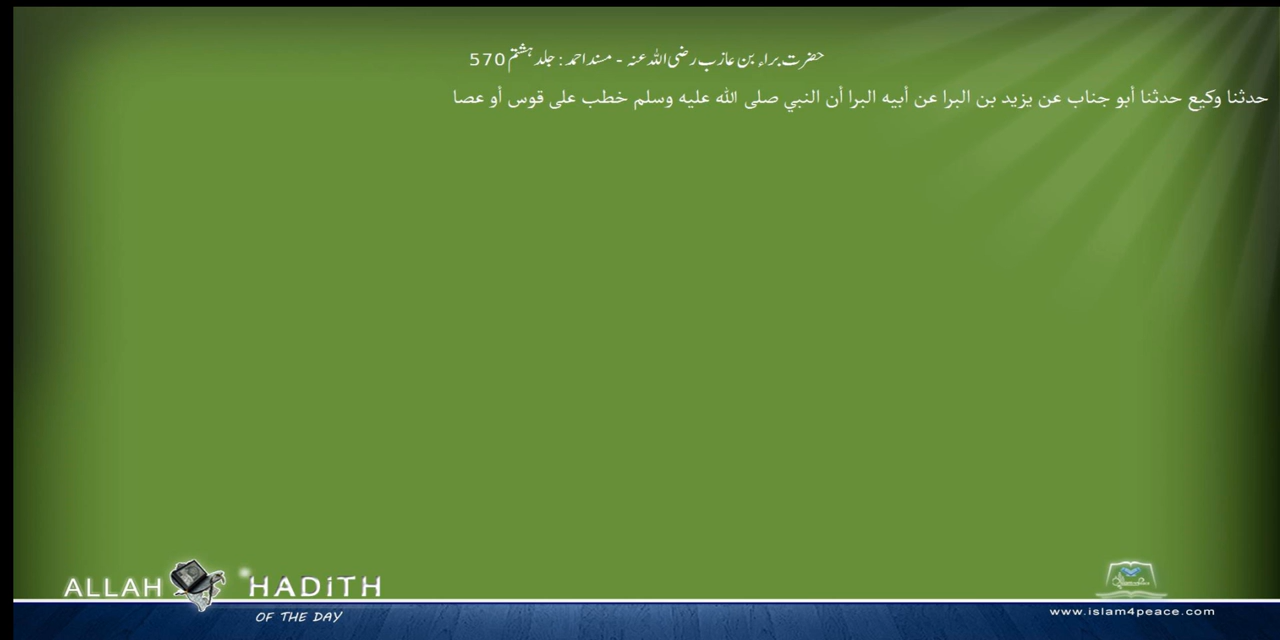 حضرت براء بن عازب رضی اللہ عنہ - مسند احمد : جلد ہشتم 570
حدثنا وكيع حدثنا أبو جناب عن يزيد بن البرا عن أبيه البرا أن النبي صلى الله عليه وسلم خطب على قوس أو عصا
ALLAH HADITH
OF THE DAY
www.islam4peace.com